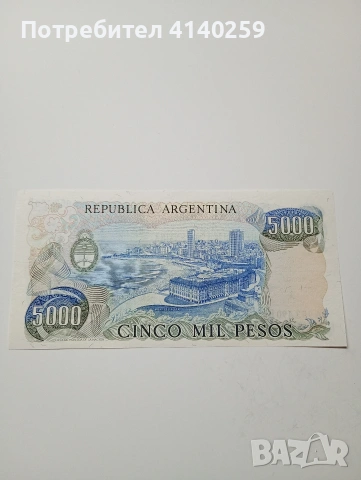 Потребител 4140259
REPUBLICA ARGENTINA
5000
5000
CINCO MIL PESOS
BAZAR